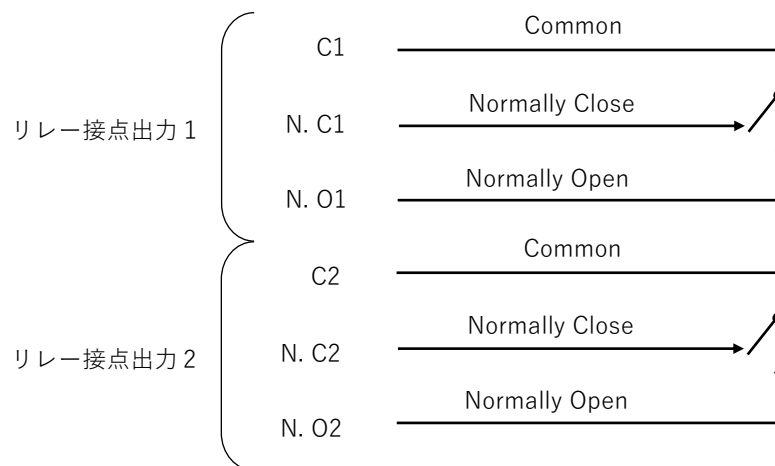 リレー接点出力1
C1 Common
N. C1 Normally Close
N. O1 Normally Open
リレー接点出力2
C2 Common
N. C2 Normally Close
N. O2 Normally Open